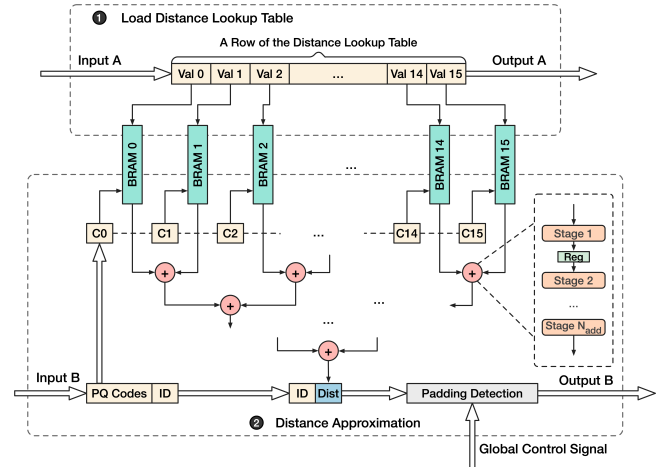 1 Load Distance Lookup Table
A Row of the Distance Lookup Table
Input A
Output A
Val 0 Val 1 Val 2 ... Val 14 Val 15
BRAM 0 BRAM 1 BRAM 2 ... BRAM 14 BRAM 15
C0 C1 C2 ... C14 C15
+ + + +
...
...
+
Stage 1
Reg
Stage 2
...
Stage Nadd
Input B
PQ Codes ID
ID Dist
Padding Detection
Output B
2 Distance Approximation
Global Control Signal